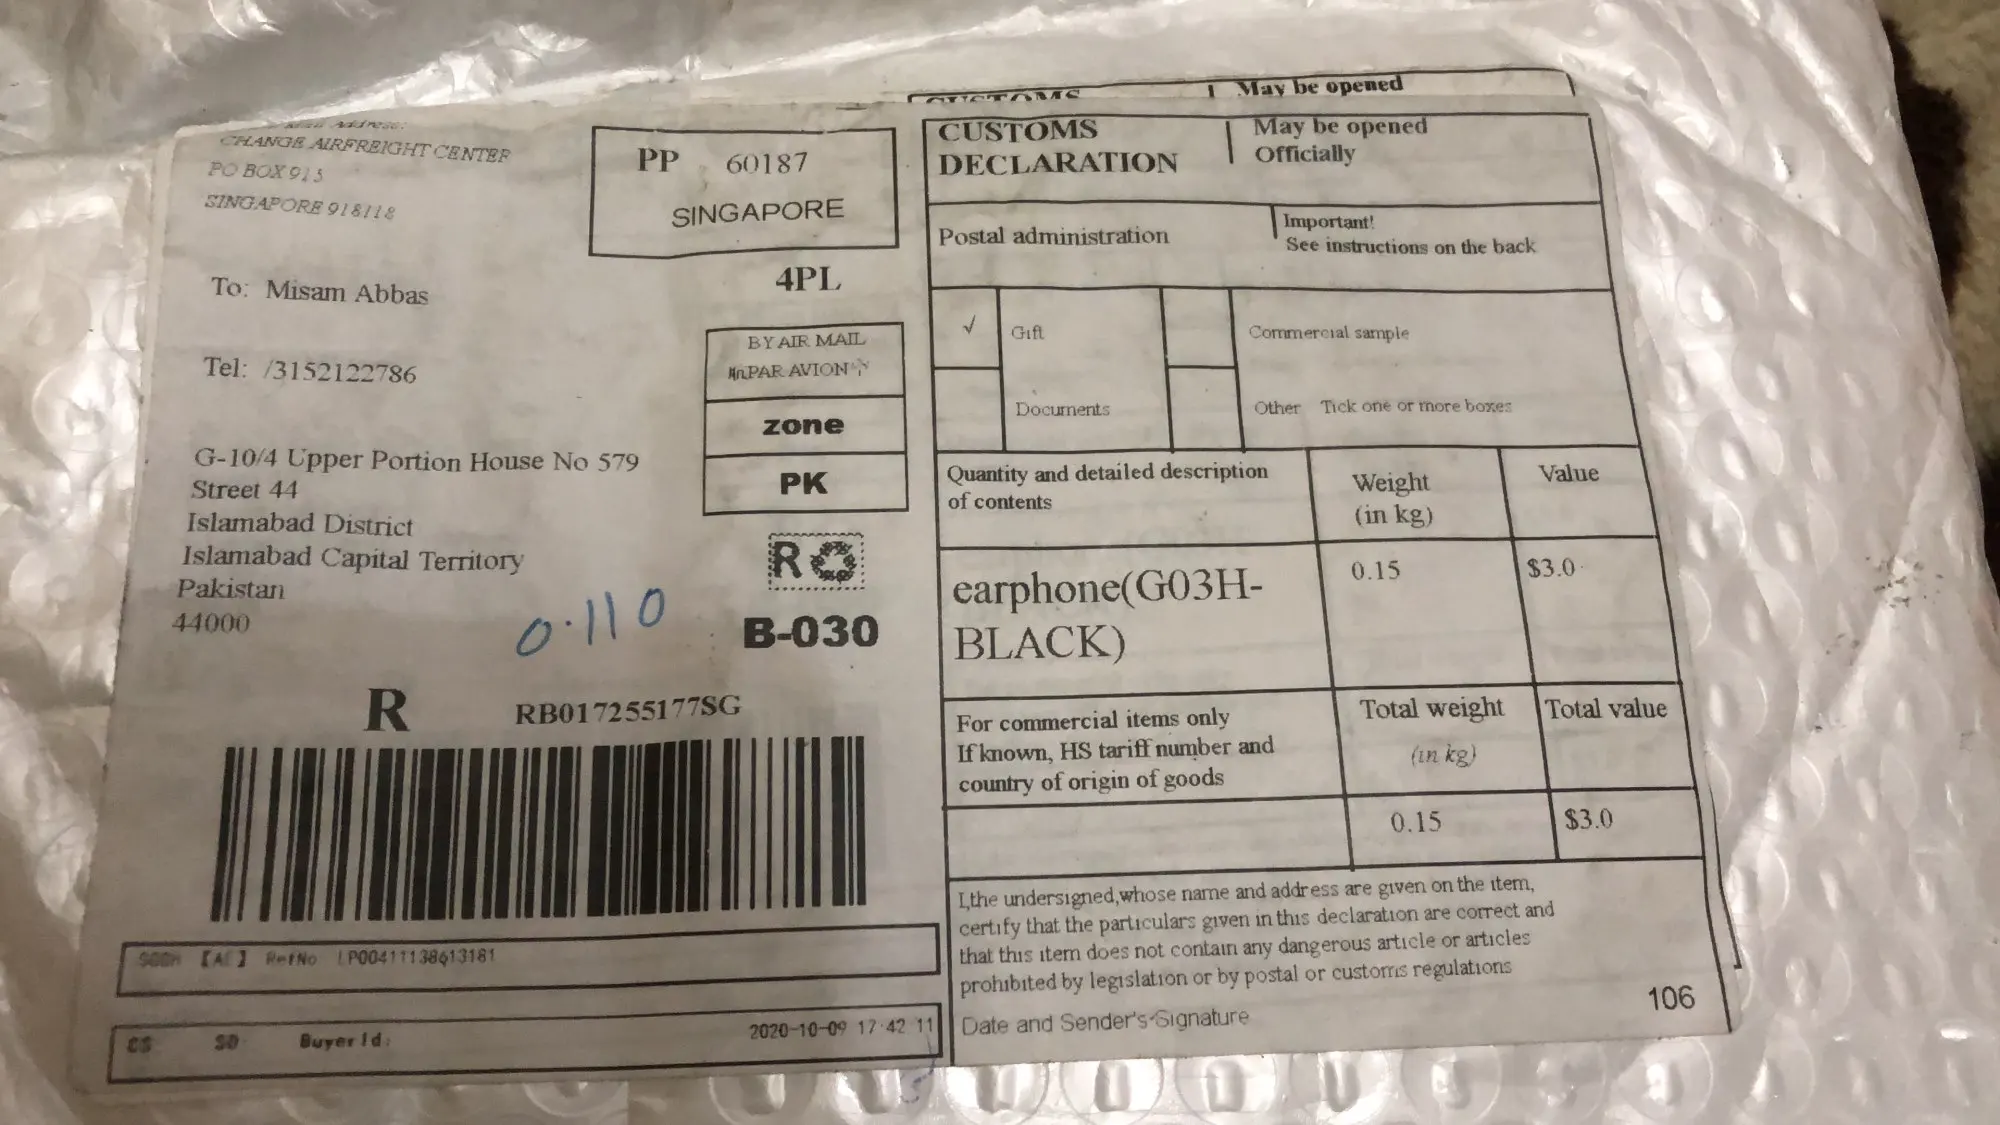 CHANGE AIRFREIGHT CENTER
PO BOX 915
SINGAPORE 918118
PP 60187
SINGAPORE
4PL
To: Misam Abbas
Tel: /3152122786
BY AIR MAIL
PAR AVION
zone
PK
G-10/4 Upper Portion House No 579
Street 44
Islamabad District
Islamabad Capital Territory
Pakistan
44000
0.110
R
B-030
R RB017255177SG
RefNo LP00411138613181
Buyer Id:
2020-10-09 17:42 11
CUSTOMS
May be opened
CUSTOMS
DECLARATION
May be opened
Officially
Postal administration
Important!
See instructions on the back
√ Gift
Commercial sample
Documents
Other Tick one or more boxes
Quantity and detailed description
of contents
Weight
(in kg)
Value
earphone(G03H-
BLACK)
0.15
$3.0
For commercial items only
If known, HS tariff number and
country of origin of goods
Total weight
(in kg)
Total value
0.15
$3.0
I,the undersigned,whose name and address are given on the item,
certify that the particulars given in this declaration are correct and
that this item does not contain any dangerous article or articles
prohibited by legislation or by postal or customs regulations
Date and Sender's Signature
106